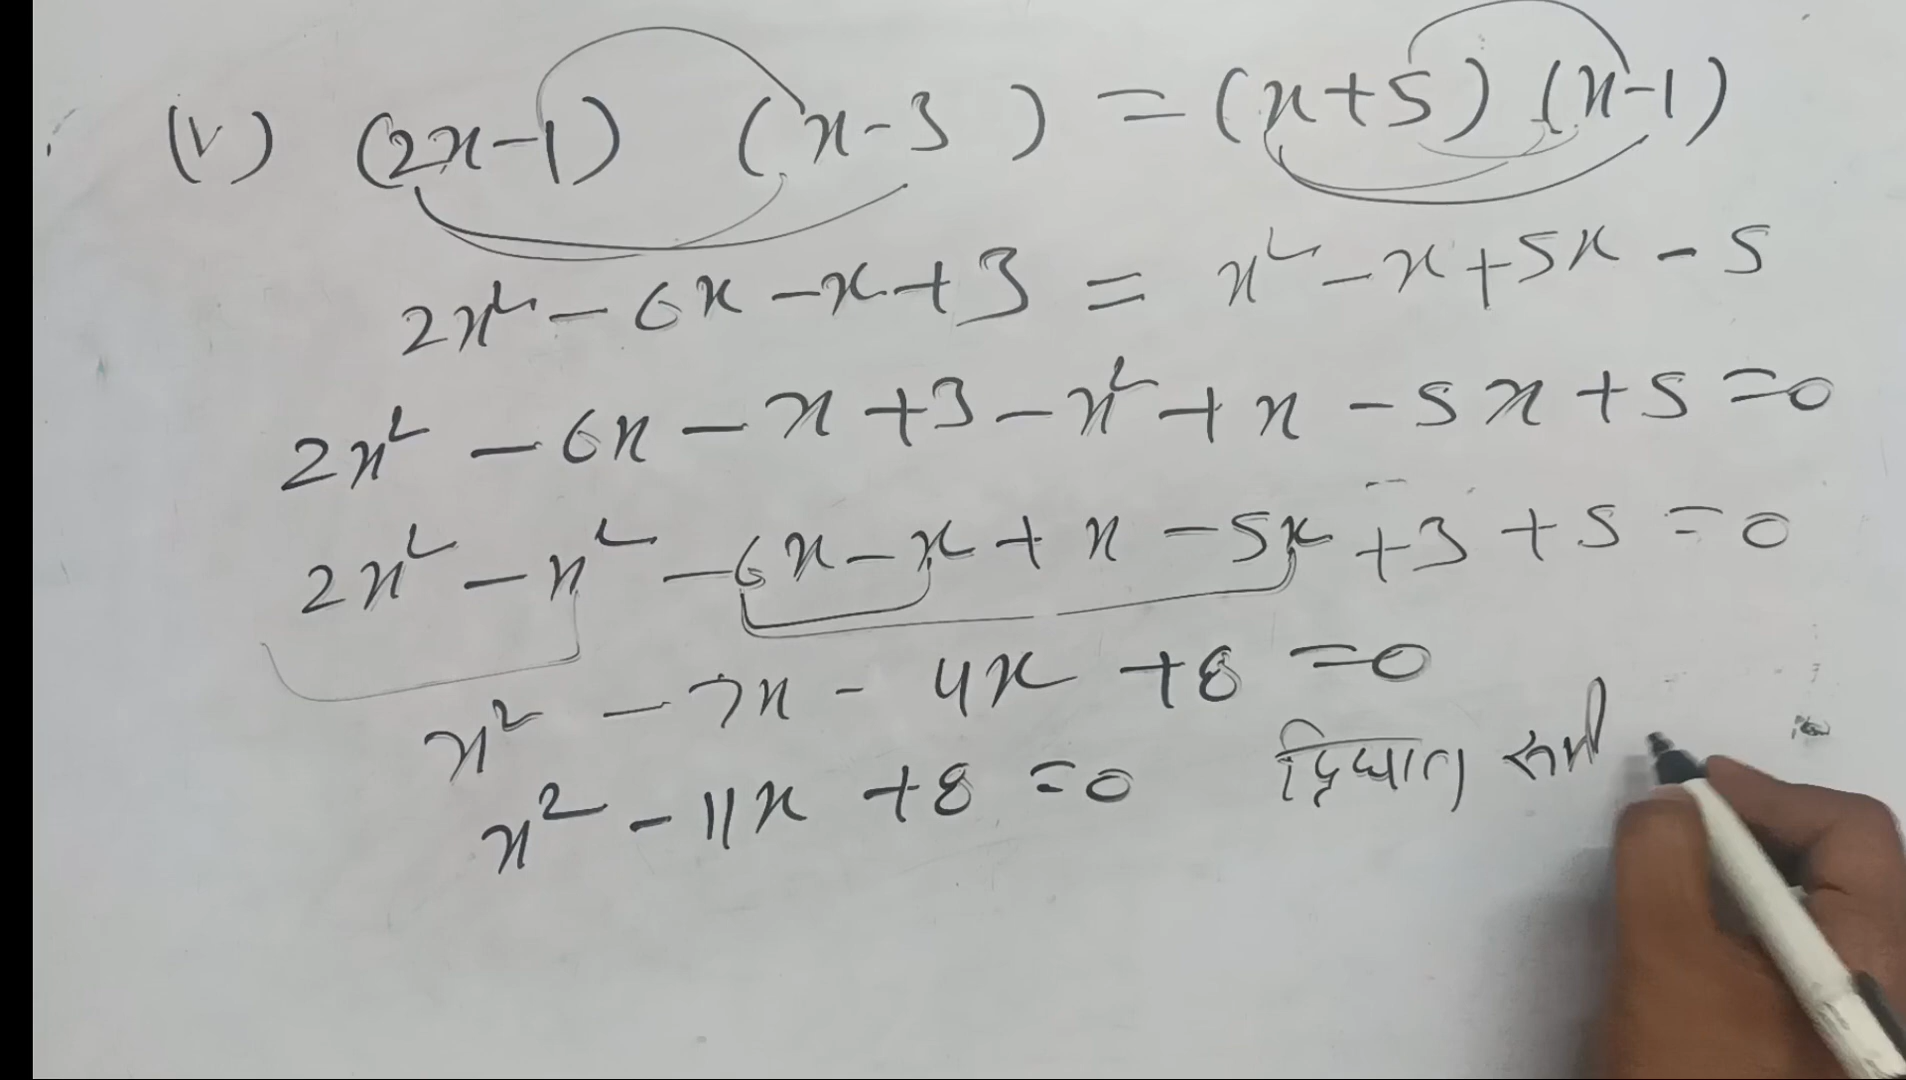 (v) (2x-1) (x-3) = (x+5) (x-1)
2x² - 6x - x + 3 = x² - x + 5x - 5
2x² - 6x - x + 3 - x² + x - 5x + 5 = 0
2x² - x² - 6x - x + x - 5x + 3 + 5 = 0
x² - 7x - 4x + 8 = 0
x² - 11x + 8 = 0 द्विघात समी